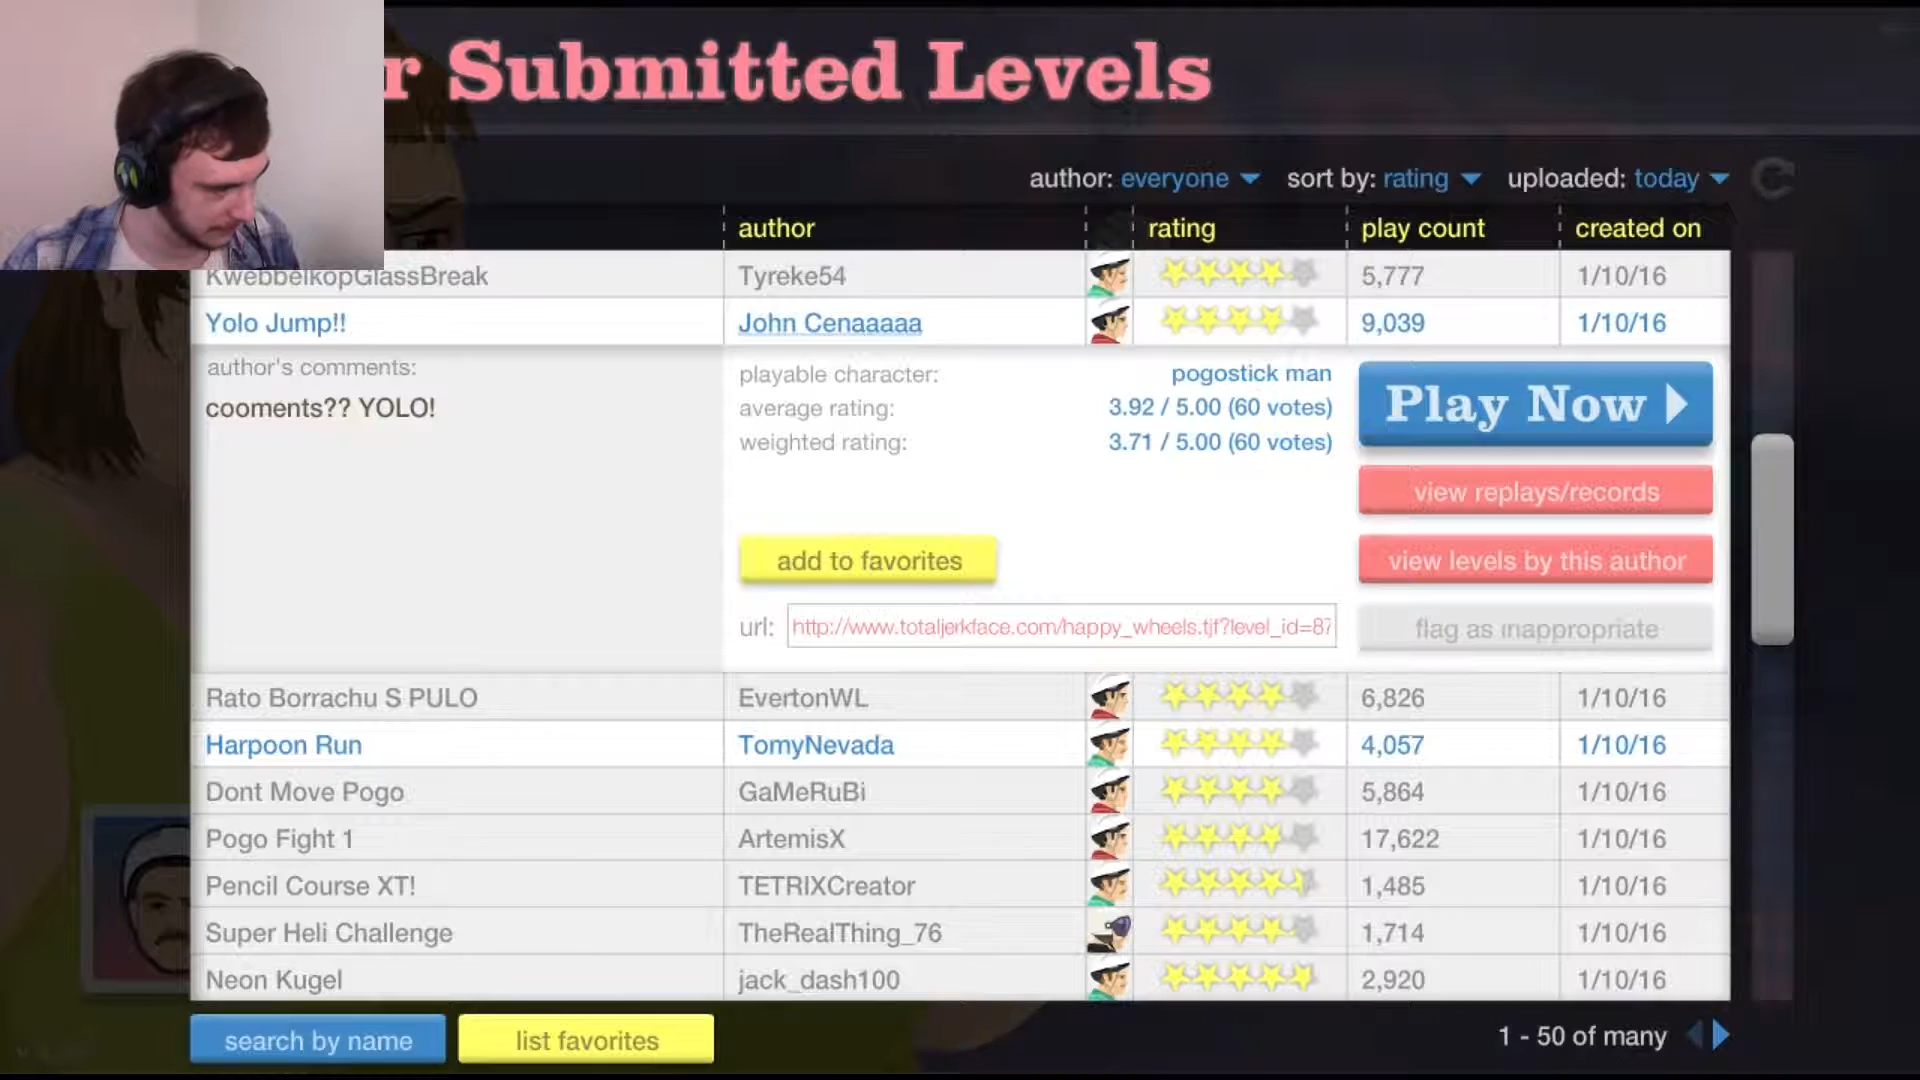 r Submitted Levels
author: everyone sort by: rating uploaded: today
author rating play count created on
KwebbelkopGlassBreak Tyreke54 5,777 1/10/16
Yolo Jump!! John Cenaaaaa 9,039 1/10/16
author's comments:
cooments?? YOLO!
playable character: pogostick man
average rating: 3.92 / 5.00 (60 votes)
weighted rating: 3.71 / 5.00 (60 votes)
Play Now
view replays/records
add to favorites
view levels by this author
url: http://www.totaljerkface.com/happy_wheels.tjf?level_id=87
flag as inappropriate
Rato Borrachu S PULO EvertonWL 6,826 1/10/16
Harpoon Run TomyNevada 4,057 1/10/16
Dont Move Pogo GaMeRuBi 5,864 1/10/16
Pogo Fight 1 ArtemisX 17,622 1/10/16
Pencil Course XT! TETRIXCreator 1,485 1/10/16
Super Heli Challenge TheRealThing_76 1,714 1/10/16
Neon Kugel jack_dash100 2,920 1/10/16
search by name list favorites 1 - 50 of many